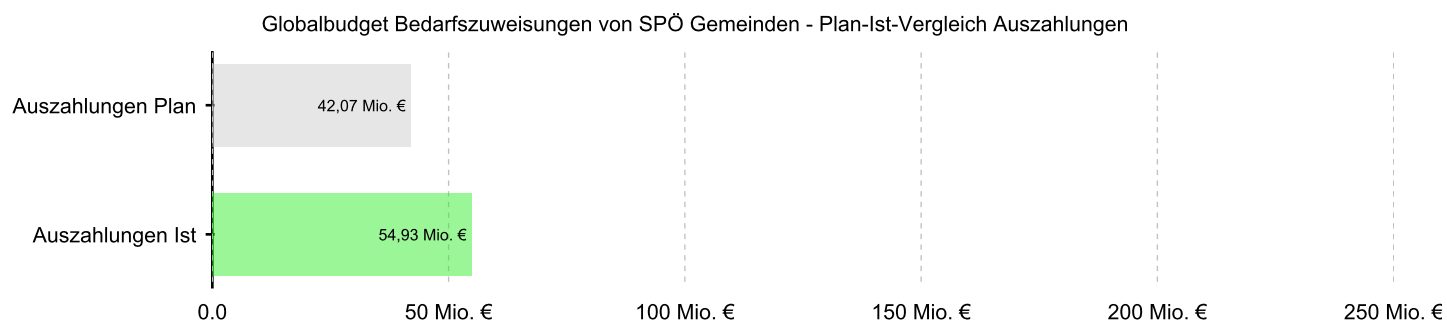 Globalbudget Bedarfszuweisungen von SPÖ Gemeinden - Plan-Ist-Vergleich Auszahlungen
Auszahlungen Plan
42,07 Mio. €
Auszahlungen Ist
54,93 Mio. €
0.0 50 Mio. € 100 Mio. € 150 Mio. € 200 Mio. € 250 Mio. €